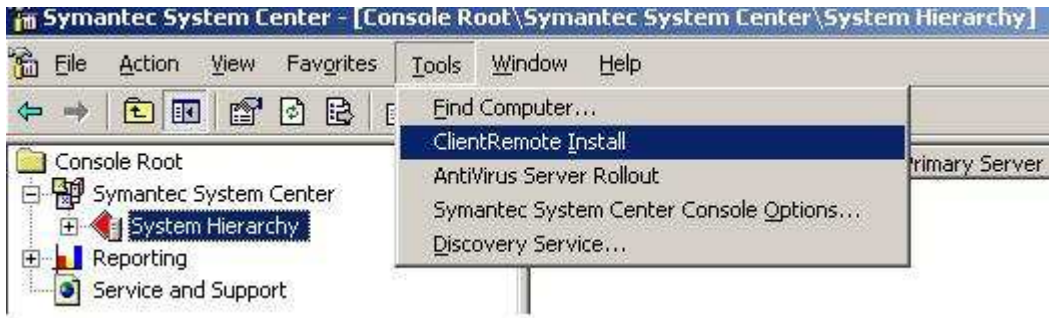 Symantec System Center - [Console Root\Symantec System Center\System Hierarchy]
File Action View Favorites Tools Window Help
Find Computer...
ClientRemote Install
AntiVirus Server Rollout
Symantec System Center Console Options...
Discovery Service...
Console Root
Symantec System Center
System Hierarchy
Reporting
Service and Support
Primary Server